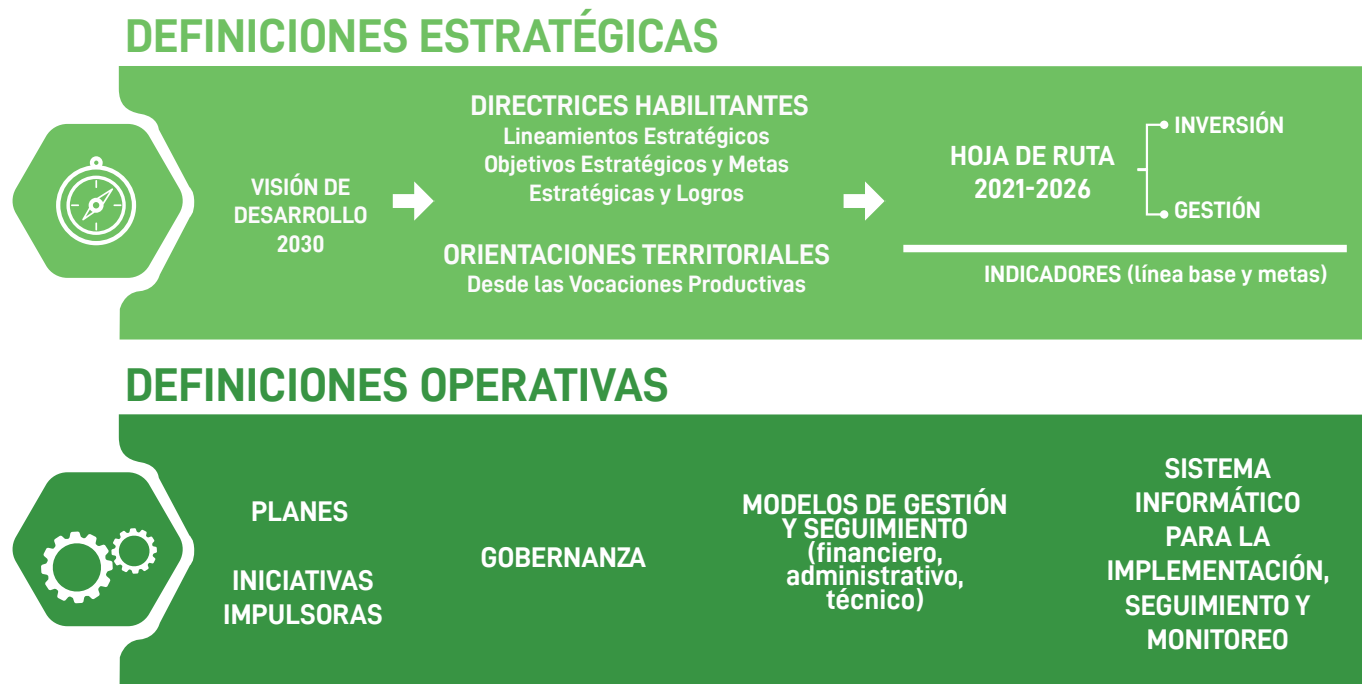 DEFINICIONES ESTRATÉGICAS
VISIÓN DE
DESARROLLO
2030
DIRECTRICES HABILITANTES
Lineamientos Estratégicos
Objetivos Estratégicos y Metas
Estratégicas y Logros
ORIENTACIONES TERRITORIALES
Desde las Vocaciones Productivas
HOJA DE RUTA
2021-2026
INVERSIÓN
GESTIÓN
INDICADORES (línea base y metas)
DEFINICIONES OPERATIVAS
PLANES
INICIATIVAS
IMPULSORAS
GOBERNANZA
MODELOS DE GESTIÓN
Y SEGUIMIENTO
(financiero,
administrativo,
técnico)
SISTEMA
INFORMÁTICO
PARA LA
IMPLEMENTACIÓN,
SEGUIMIENTO Y
MONITOREO